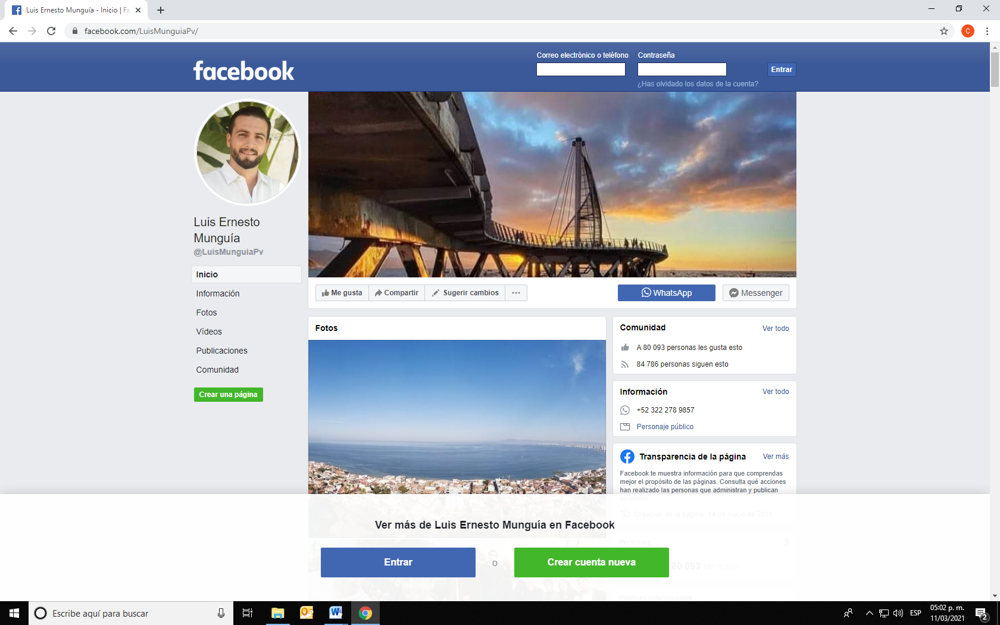 Luis Ernesto Munguía - Inicio | Fa
facebook.com/LuisMunguiaPv/
C
facebook
Correo electrónico o teléfono
Contraseña
Entrar
¿Has olvidado los datos de la cuenta?
Luis Ernesto
Munguía
@LuisMunguiaPv
Inicio
Información
Fotos
Vídeos
Publicaciones
Comunidad
Crear una página
Me gusta
Compartir
Sugerir cambios
WhatsApp
Messenger
Fotos
Comunidad
Ver todo
A 80 093 personas les gusta esto
84 786 personas siguen esto
Información
Ver todo
+52 322 278 9857
Personaje público
Transparencia de la página
Ver más
Facebook te muestra información para que comprendas
mejor el propósito de las páginas. Consulta qué acciones
han realizado las personas que administran y publican
Creación de la página: 14 de mayo de 2011
Personas
80 093 Me gusta
Páginas relacionadas
Ver más de Luis Ernesto Munguía en Facebook
Entrar
o
Crear cuenta nueva
Escribe aquí para buscar
ESP
05:02 p. m.
11/03/2021
2